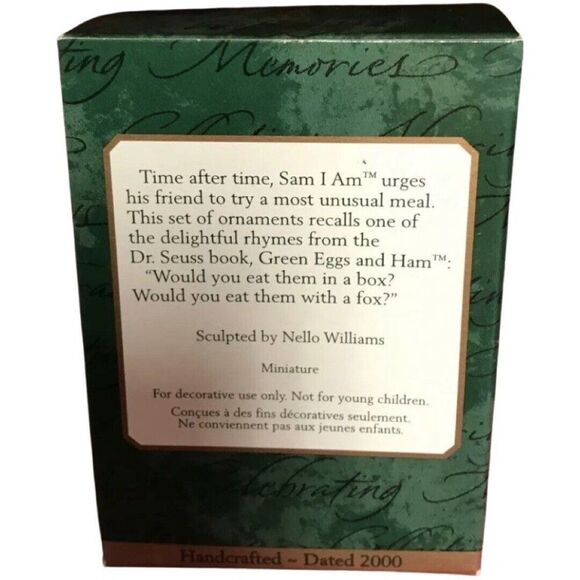 ting Memories
Time after time, Sam I Am™ urges
his friend to try a most unusual meal.
This set of ornaments recalls one of
the delightful rhymes from the
Dr. Seuss book, Green Eggs and Ham™:
"Would you eat them in a box?
Would you eat them with a fox?"
Sculpted by Nello Williams
Miniature
For decorative use only. Not for young children.
Conçues à des fins décoratives seulement.
Ne conviennent pas aux jeunes enfants.
Celebrating
Handcrafted ~ Dated 2000